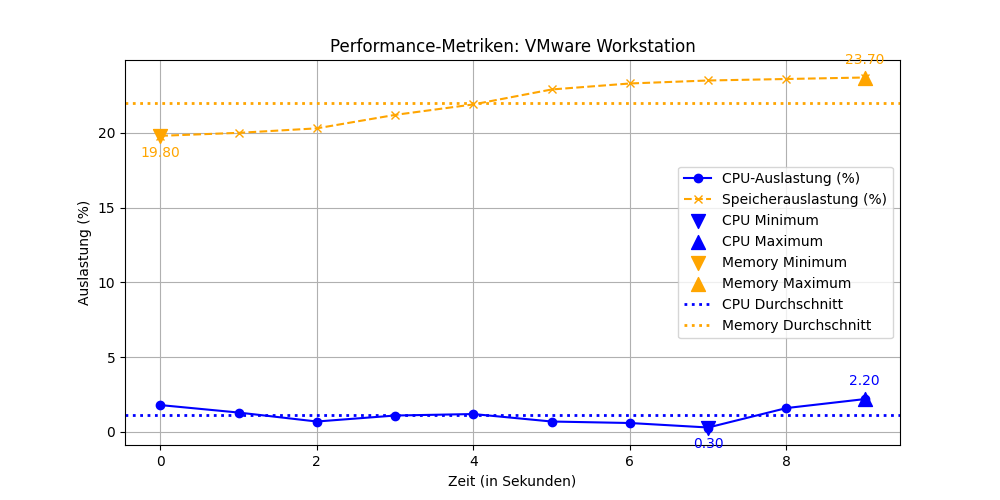 Performance-Metriken: VMware Workstation
23.70
19.80
2.20
0.30
Auslastung (%)
20
15
10
5
0
CPU-Auslastung (%)
Speicherauslastung (%)
CPU Minimum
CPU Maximum
Memory Minimum
Memory Maximum
CPU Durchschnitt
Memory Durchschnitt
0 2 4 6 8
Zeit (in Sekunden)